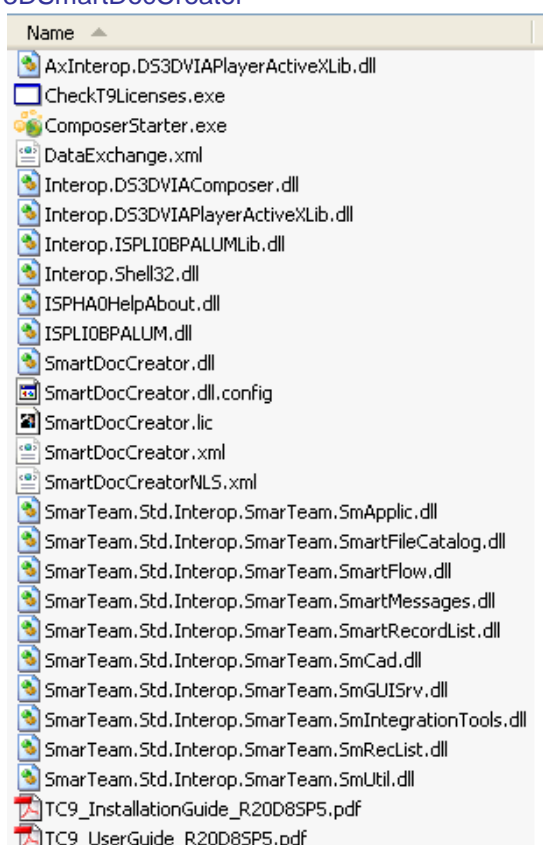 3DSmartDocCreator
Name
AxInterop.DS3DVIAPlayerActiveXLib.dll
CheckT9Licenses.exe
ComposerStarter.exe
DataExchange.xml
Interop.DS3DVIAComposer.dll
Interop.DS3DVIAPlayerActiveXLib.dll
Interop.ISPLI0BPALUMLib.dll
Interop.Shell32.dll
ISPHA0HelpAbout.dll
ISPLI0BPALUM.dll
SmartDocCreator.dll
SmartDocCreator.dll.config
SmartDocCreator.lic
SmartDocCreator.xml
SmartDocCreatorNLS.xml
SmarTeam.Std.Interop.SmarTeam.SmApplic.dll
SmarTeam.Std.Interop.SmarTeam.SmartFileCatalog.dll
SmarTeam.Std.Interop.SmarTeam.SmartFlow.dll
SmarTeam.Std.Interop.SmarTeam.SmartMessages.dll
SmarTeam.Std.Interop.SmarTeam.SmartRecordList.dll
SmarTeam.Std.Interop.SmarTeam.SmCad.dll
SmarTeam.Std.Interop.SmarTeam.SmGUISrv.dll
SmarTeam.Std.Interop.SmarTeam.SmIntegrationTools.dll
SmarTeam.Std.Interop.SmarTeam.SmRecList.dll
SmarTeam.Std.Interop.SmarTeam.SmUtil.dll
TC9_InstallationGuide_R20D8SP5.pdf
TC9_UserGuide_R20D8SP5.pdf